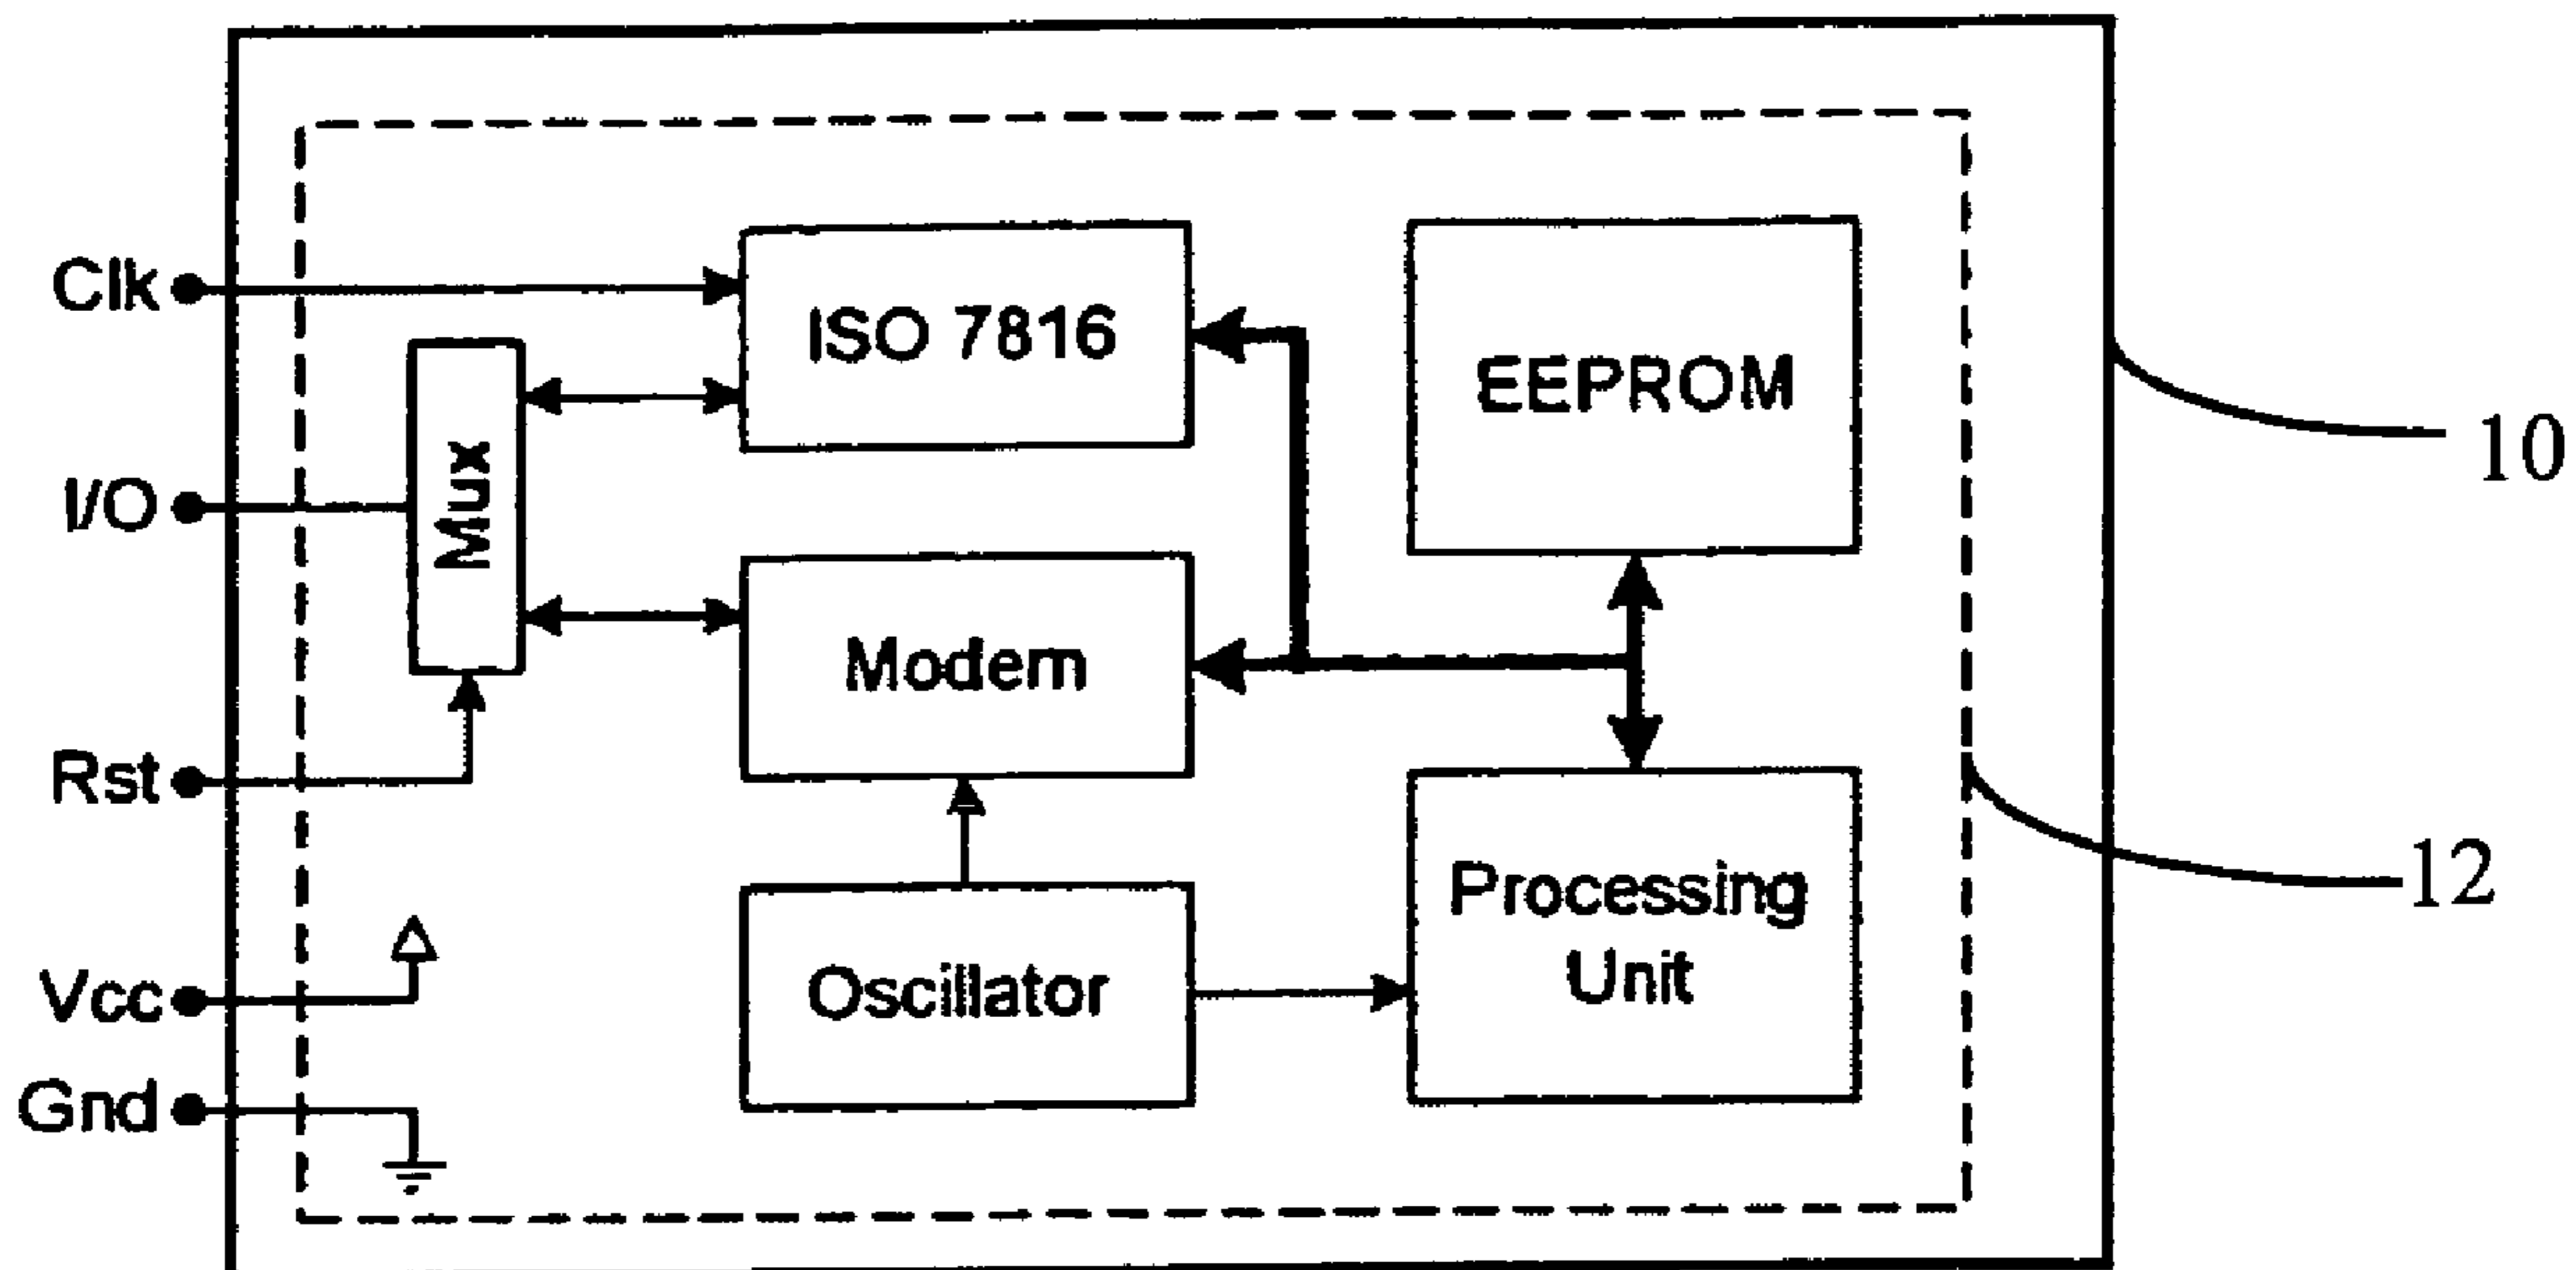 Clk
ISO 7816
EEPROM
10
I/O
Mux
Modem
Rst
Processing
Unit
12
Vcc
Oscillator
Gnd